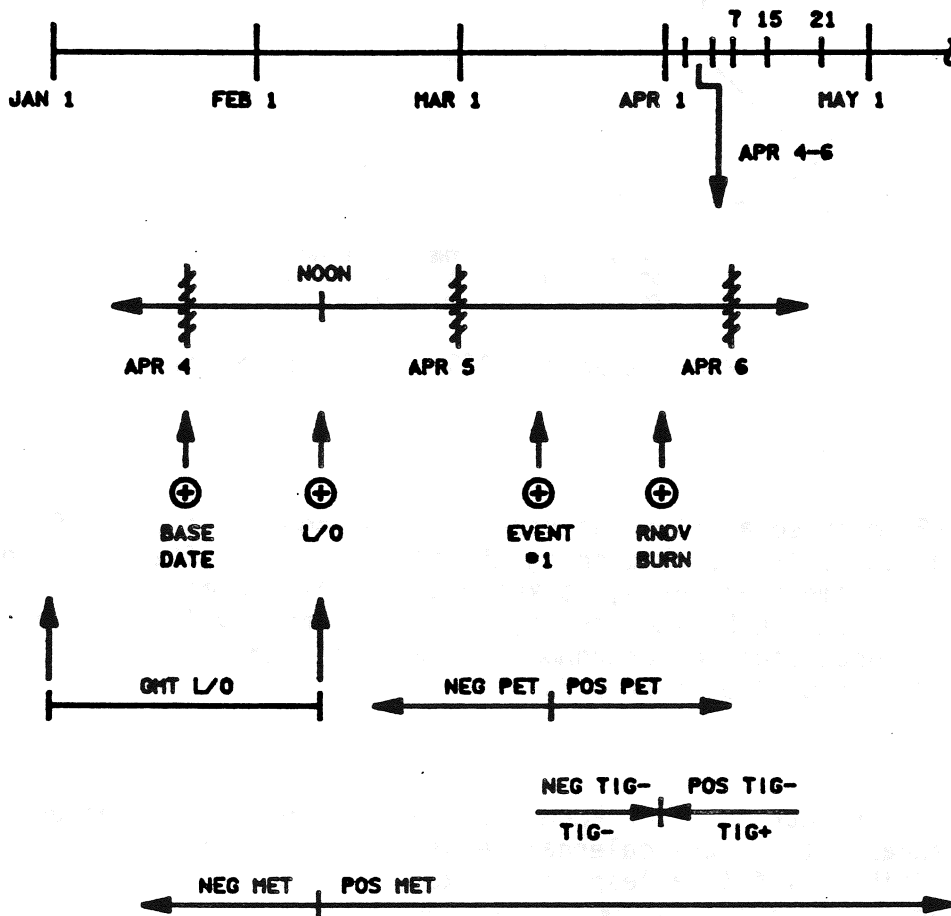 7 15 21
JAN 1 FEB 1 MAR 1 APR 1 MAY 1
APR 4-6
NOON
APR 4 APR 5 APR 6
BASE DATE
L/O
EVENT #1
RNDV BURN
GMT L/O
NEG PET POS PET
NEG TIG- POS TIG-
TIG- TIG+
NEG MET POS MET